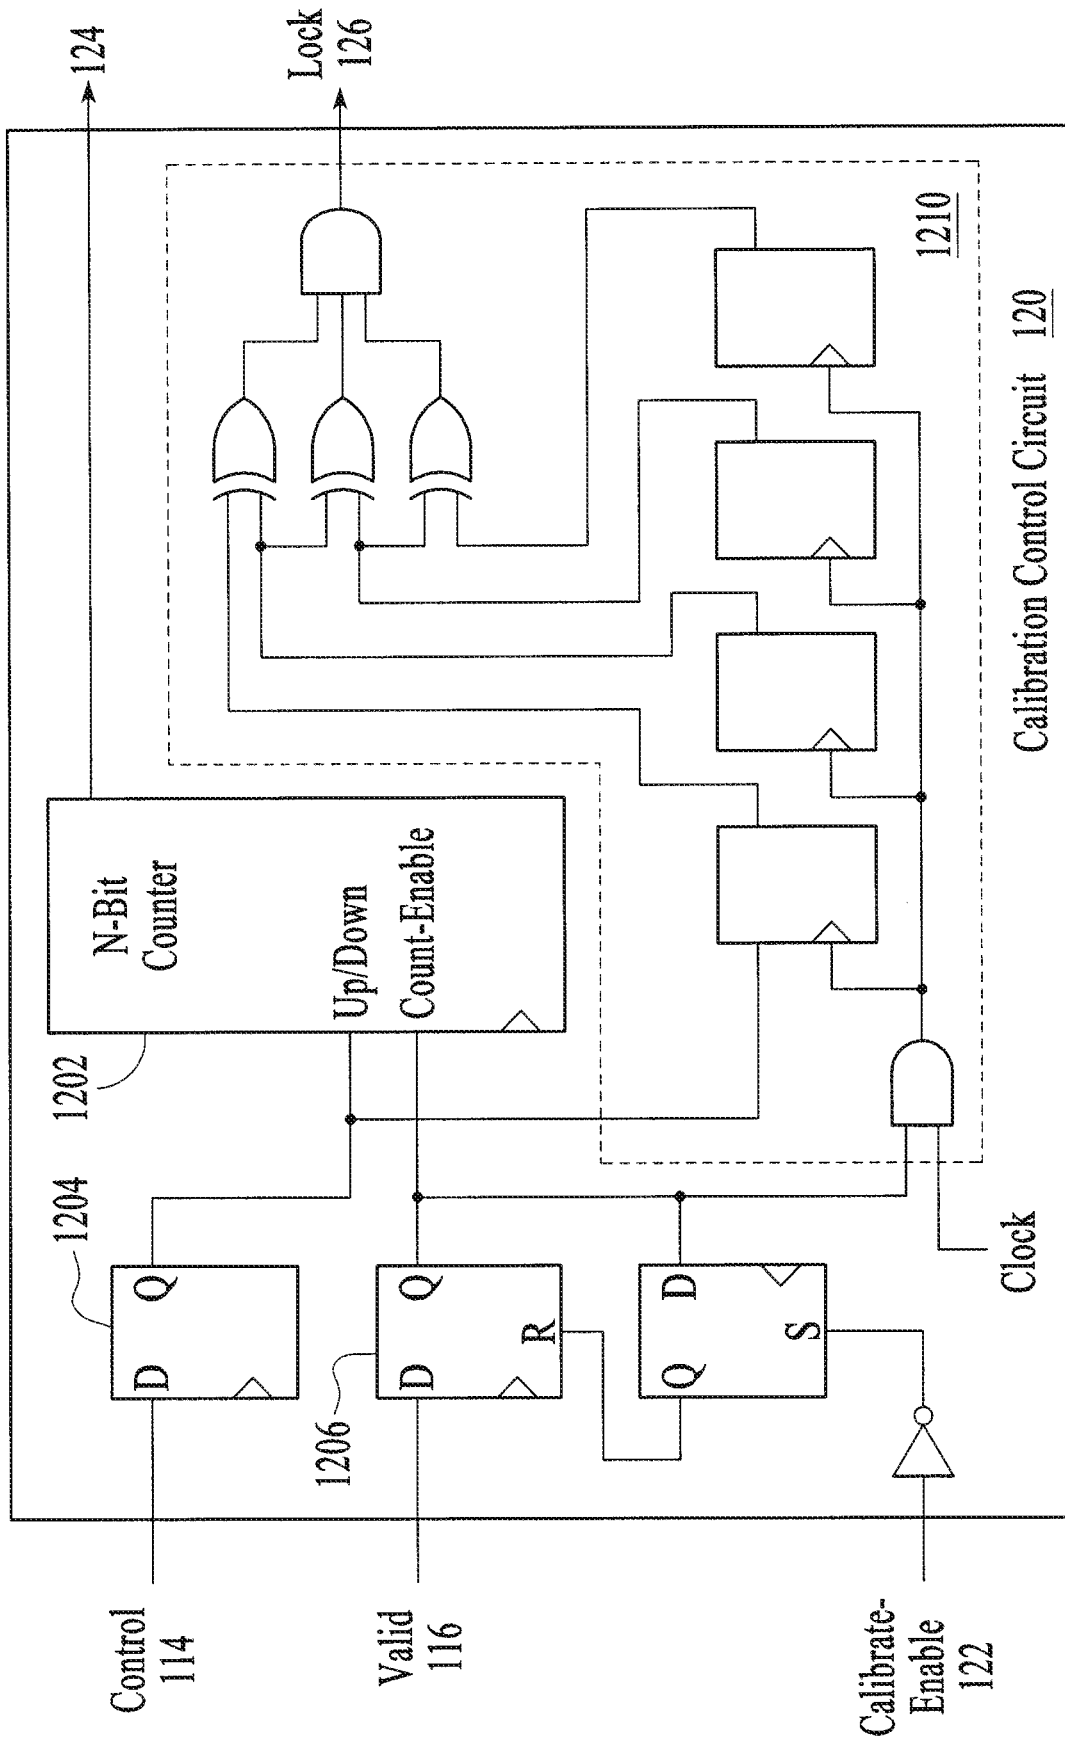 Control
114
Valid
116
Calibrate-
Enable
122
1204
D
Q
1206
D
Q
R
Q
D
S
Clock
1202
N-Bit
Counter
Up/Down
Count-Enable
124
Lock
126
1210
Calibration Control Circuit 120